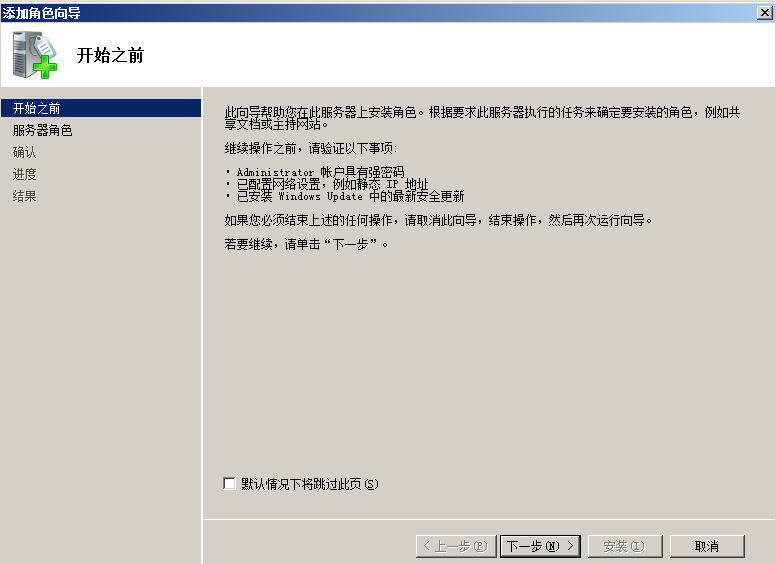 添加角色向导
开始之前
开始之前
服务器角色
确认
进度
结果
此向导帮助您在此服务器上安装角色。根据要求此服务器执行的任务来确定要安装的角色，例如共
享文档或主持网站。
继续操作之前，请验证以下事项:
· Administrator 帐户具有强密码
· 已配置网络设置，例如静态 IP 地址
· 已安装 Windows Update 中的最新安全更新
如果您必须结束上述的任何操作，请取消此向导，结束操作，然后再次运行向导。
若要继续，请单击“下一步”。
默认情况下将跳过此页(S)
< 上一步(P) 下一步(N) > 安装(I) 取消